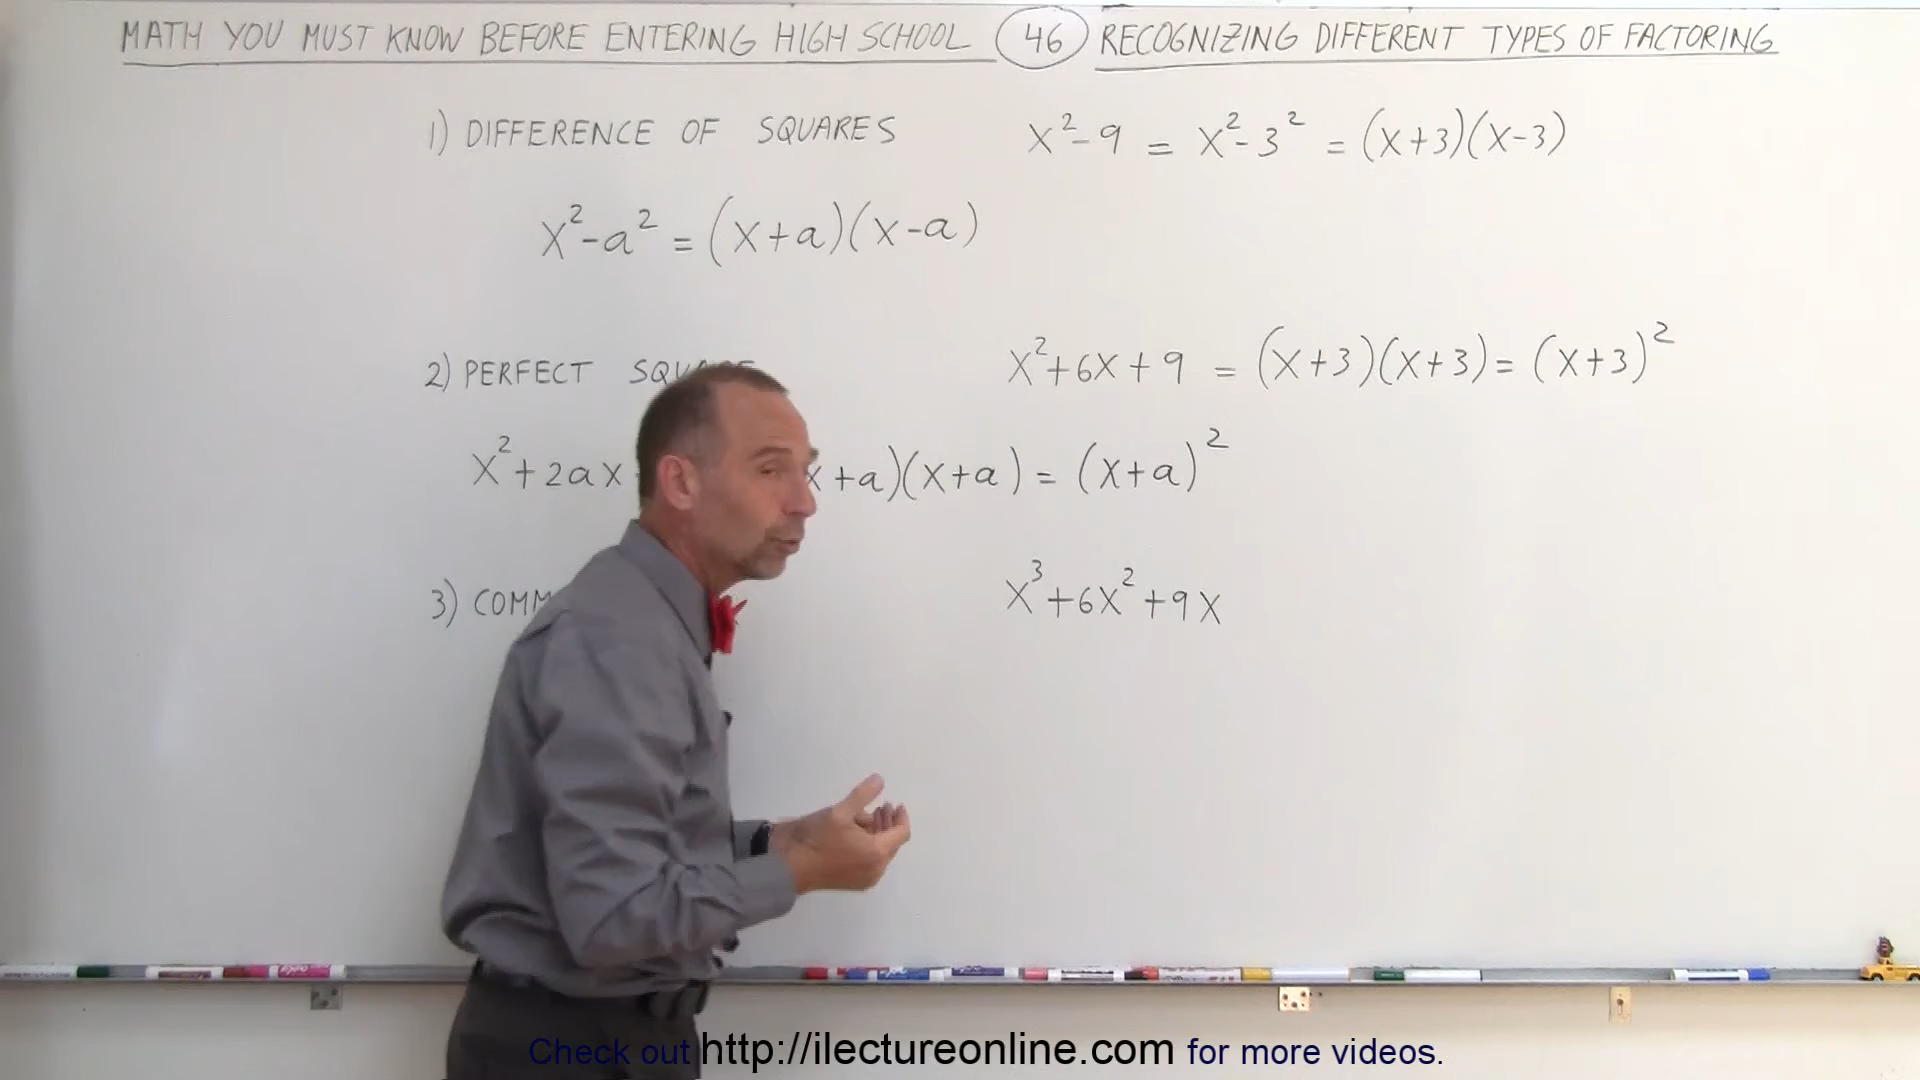 MATH YOU MUST KNOW BEFORE ENTERING HIGH SCHOOL 46 RECOGNIZING DIFFERENT TYPES OF FACTORING
1) DIFFERENCE OF SQUARES x²-9 = x²-3² = (x+3)(x-3)
x²-a² = (x+a)(x-a)
2) PERFECT SQUARE x²+6x+9 = (x+3)(x+3) = (x+3)²
x²+2ax x+a)(x+a) = (x+a)²
3) COMM x³+6x²+9x
Check out http://ilectureonline.com for more videos.